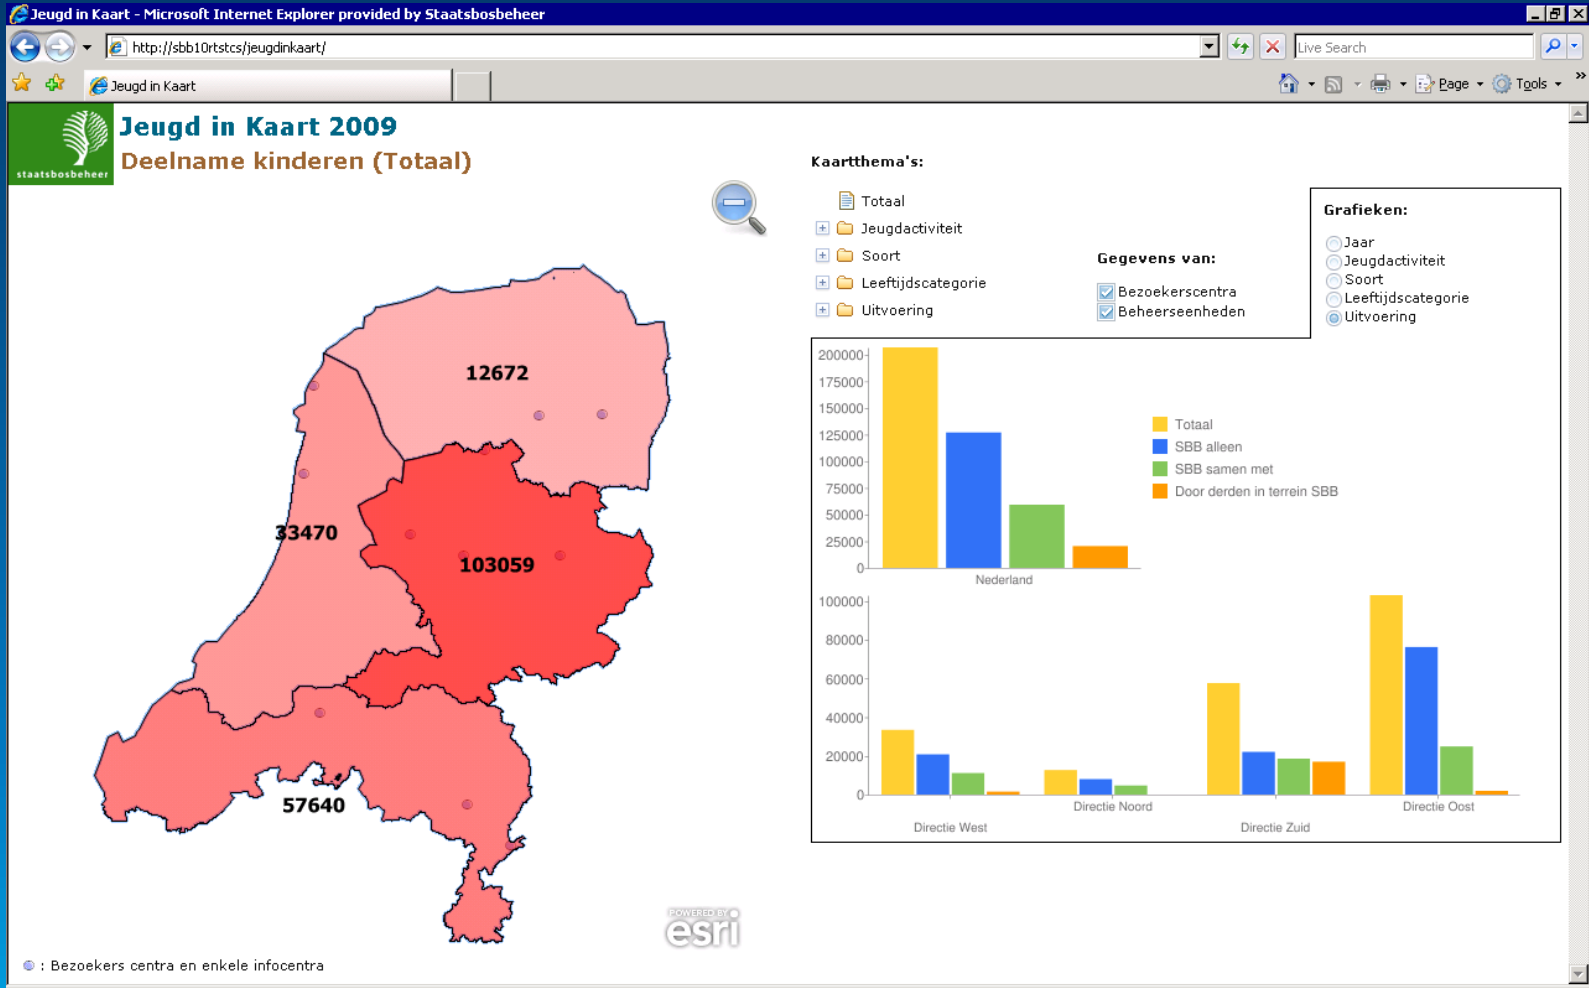 Jeugd in Kaart - Microsoft Internet Explorer provided by Staatsbosbeheer
http://sbb10rtstcs/jeugdinkaart/
Live Search
Jeugd in Kaart
Page
Tools
»
staatsbosbeheer
Jeugd in Kaart 2009
Deelname kinderen (Totaal)
12672
33470
103059
57640
POWERED BY
esri
: Bezoekers centra en enkele infocentra
Kaartthema's:
Totaal
Jeugdactiviteit
Soort
Leeftijdscategorie
Uitvoering
Gegevens van:
Bezoekerscentra
Beheerseenheden
Grafieken:
Jaar
Jeugdactiviteit
Soort
Leeftijdscategorie
Uitvoering
200000
175000
150000
125000
100000
75000
50000
25000
0
Nederland
Totaal
SBB alleen
SBB samen met
Door derden in terrein SBB
100000
80000
60000
40000
20000
0
Directie West
Directie Noord
Directie Zuid
Directie Oost